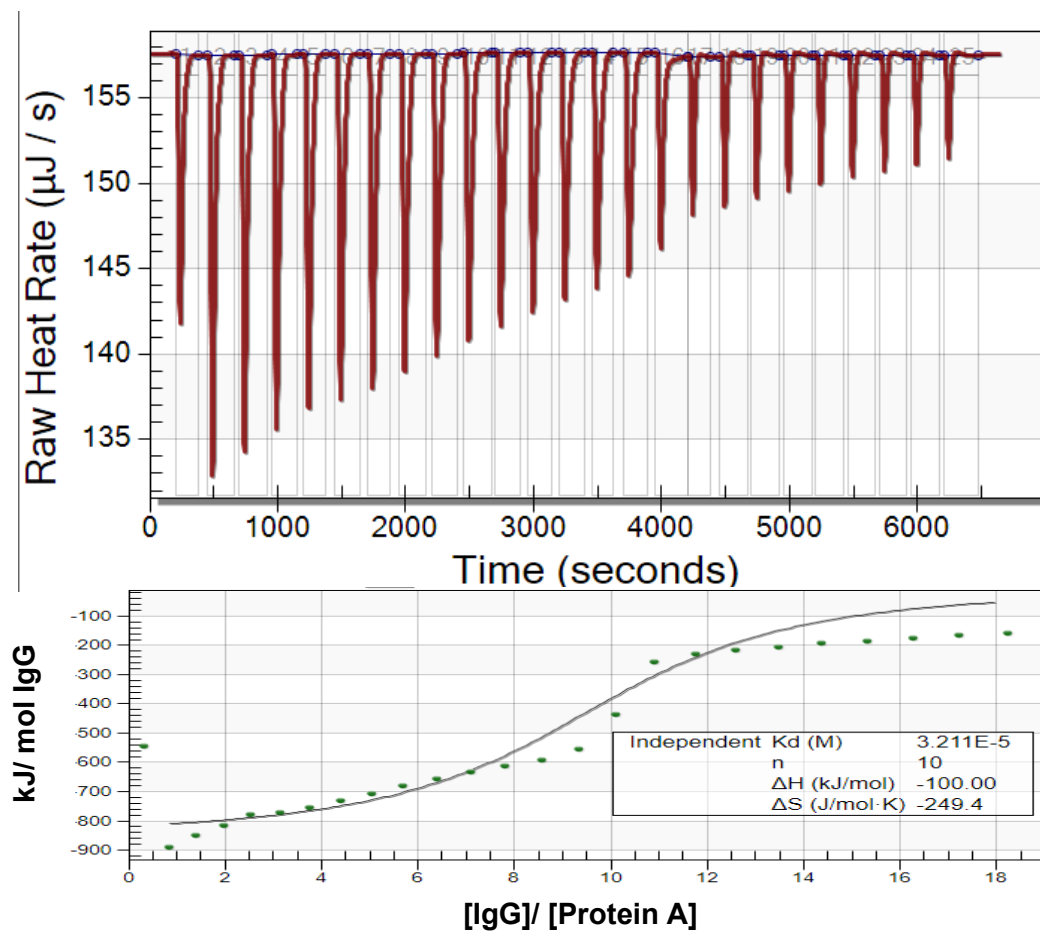 Raw Heat Rate (µJ / s)
155
150
145
140
135
0 1000 2000 3000 4000 5000 6000
Time (seconds)
kJ/ mol IgG
-100
-200
-300
-400
-500
-600
-700
-800
-900
Independent Kd (M) 3.211E-5
n 10
ΔH (kJ/mol) -100.00
ΔS (J/mol·K) -249.4
0 2 4 6 8 10 12 14 16 18
[IgG]/ [Protein A]